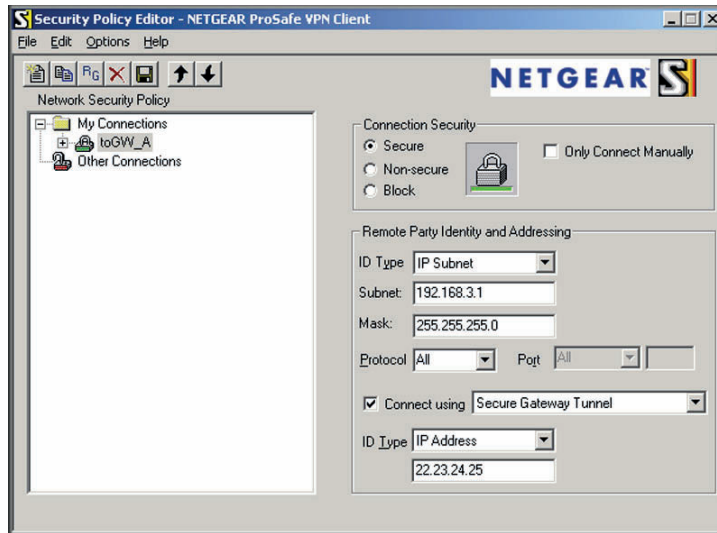 Security Policy Editor - NETGEAR ProSafe VPN Client
File Edit Options Help
RG
NETGEAR S
Network Security Policy
My Connections
toGW_A
Other Connections
Connection Security
Secure
Non-secure
Block
Only Connect Manually
Remote Party Identity and Addressing
ID Type IP Subnet
Subnet: 192.168.3.1
Mask: 255.255.255.0
Protocol All Port All
Connect using Secure Gateway Tunnel
ID Type IP Address
22.23.24.25